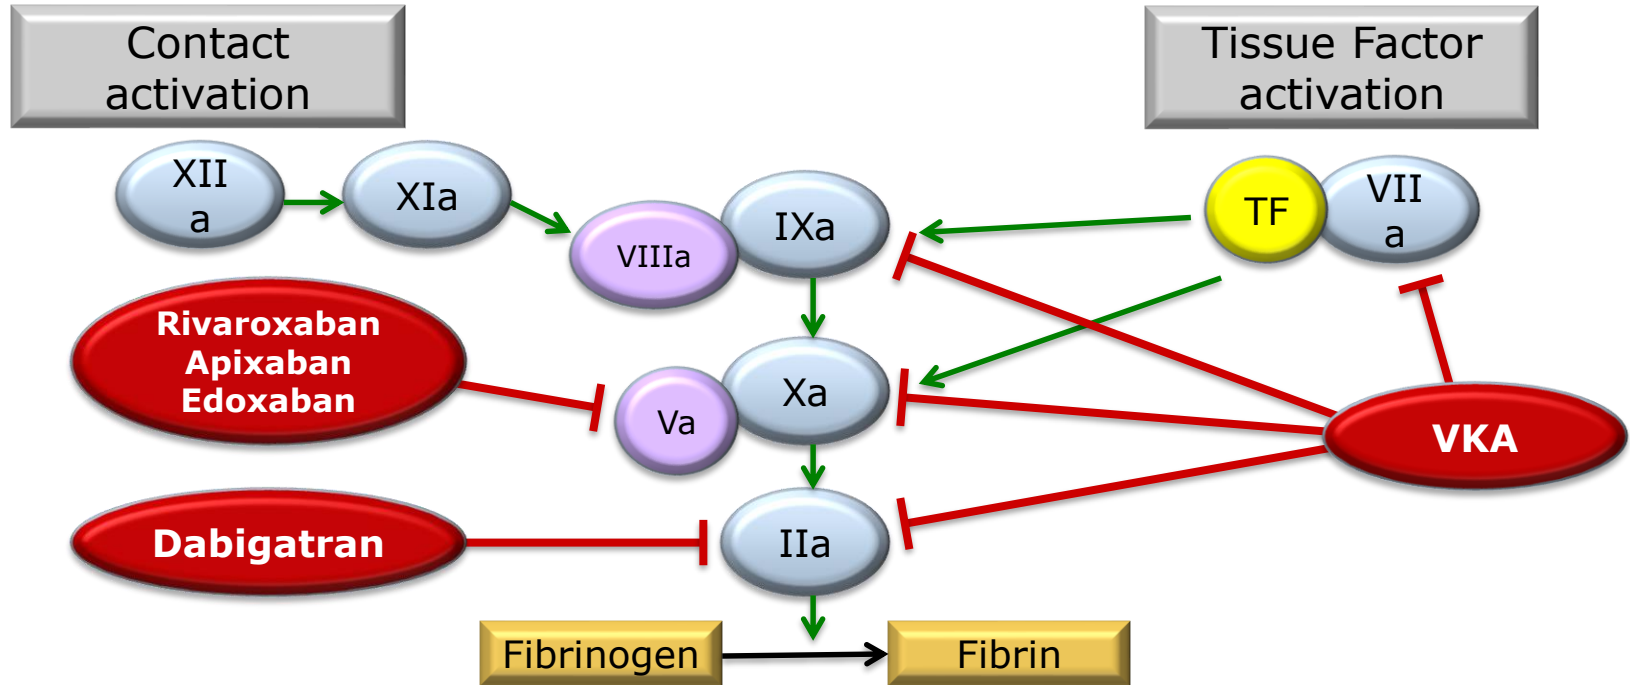 Contact
activation
Tissue Factor
activation
XII
a
XIa
VIIIa
IXa
TF
VII
a
Rivaroxaban
Apixaban
Edoxaban
Va
Xa
VKA
Dabigatran
IIa
Fibrinogen
Fibrin